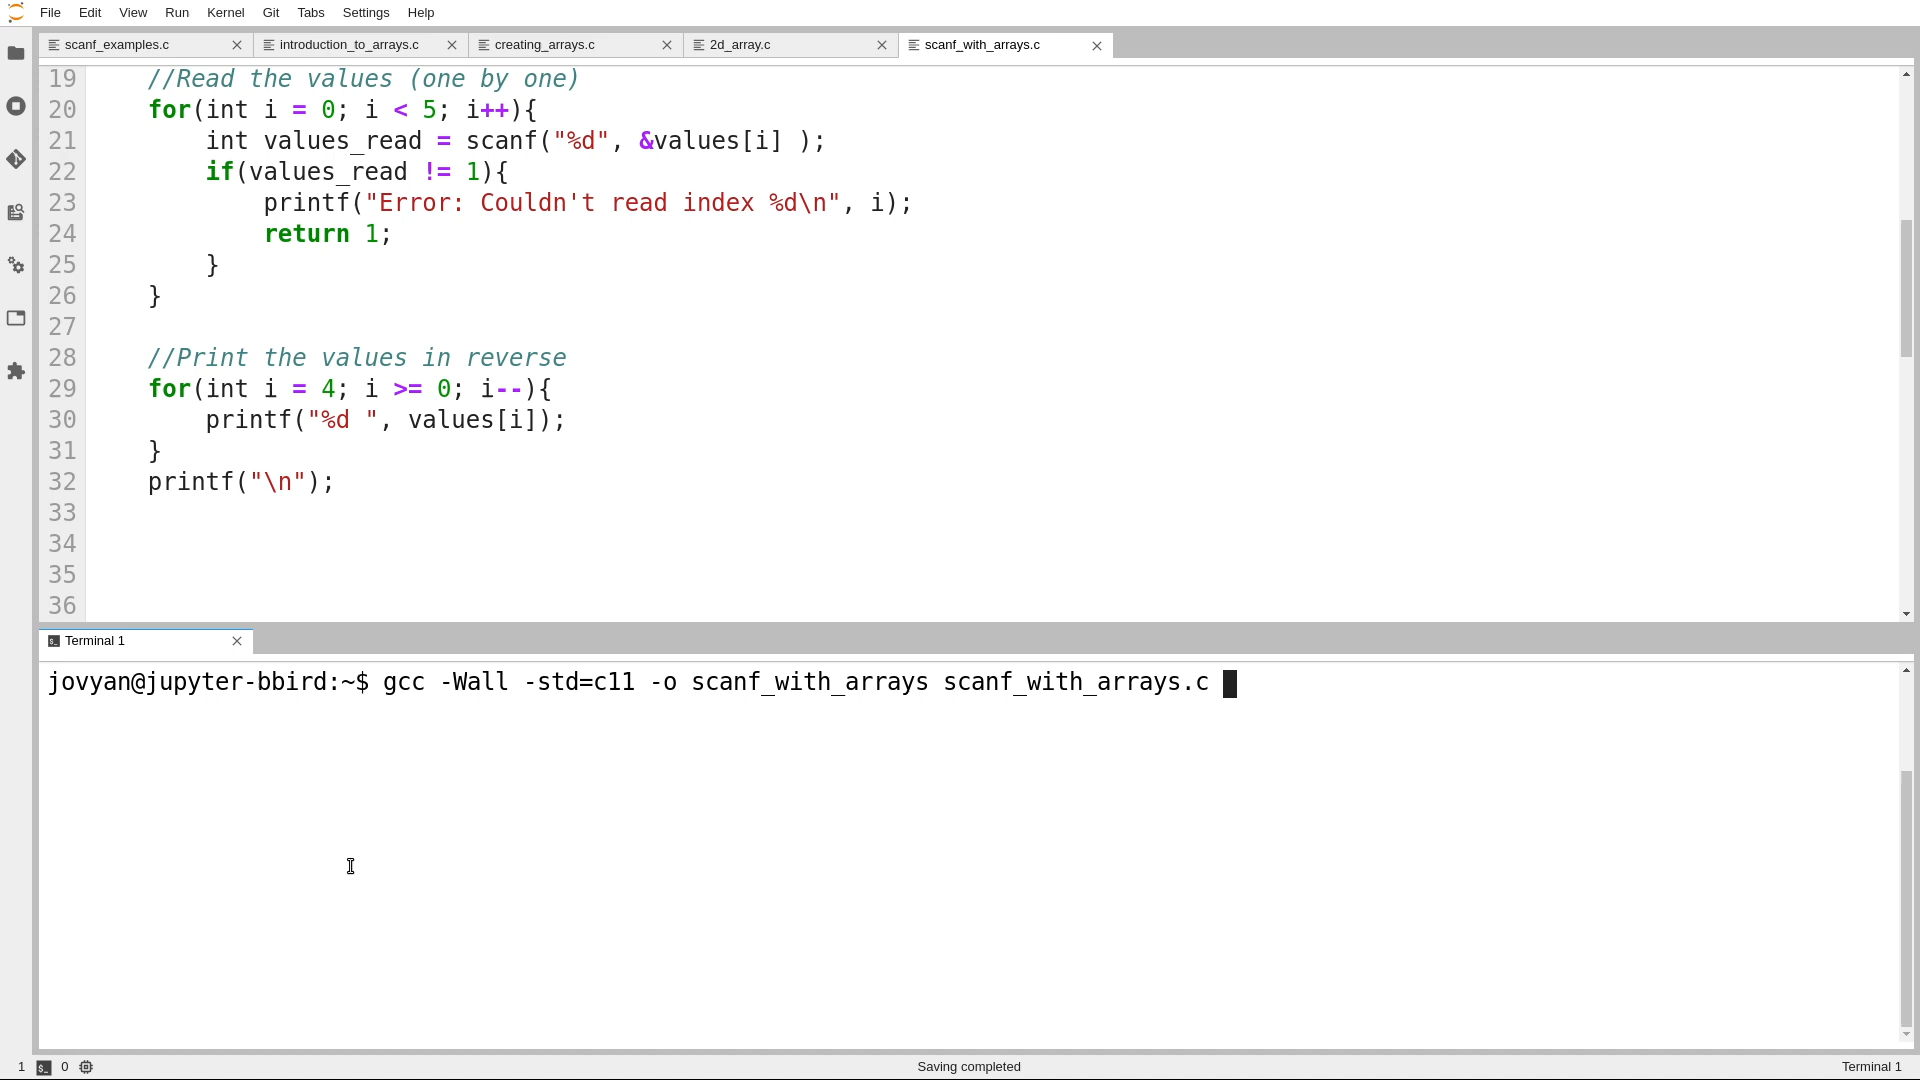 File Edit View Run Kernel Git Tabs Settings Help
scanf_examples.c introduction_to_arrays.c creating_arrays.c 2d_array.c scanf_with_arrays.c
19     //Read the values (one by one)
20     for(int i = 0; i < 5; i++){
21         int values_read = scanf("%d", &values[i] );
22         if(values_read != 1){
23             printf("Error: Couldn't read index %d\n", i);
24             return 1;
25         }
26     }
27
28     //Print the values in reverse
29     for(int i = 4; i >= 0; i--){
30         printf("%d ", values[i]);
31     }
32     printf("\n");
33
34
35
36
Terminal 1
jovyan@jupyter-bbird:~$ gcc -Wall -std=c11 -o scanf_with_arrays scanf_with_arrays.c
1 $_ 0 Saving completed Terminal 1